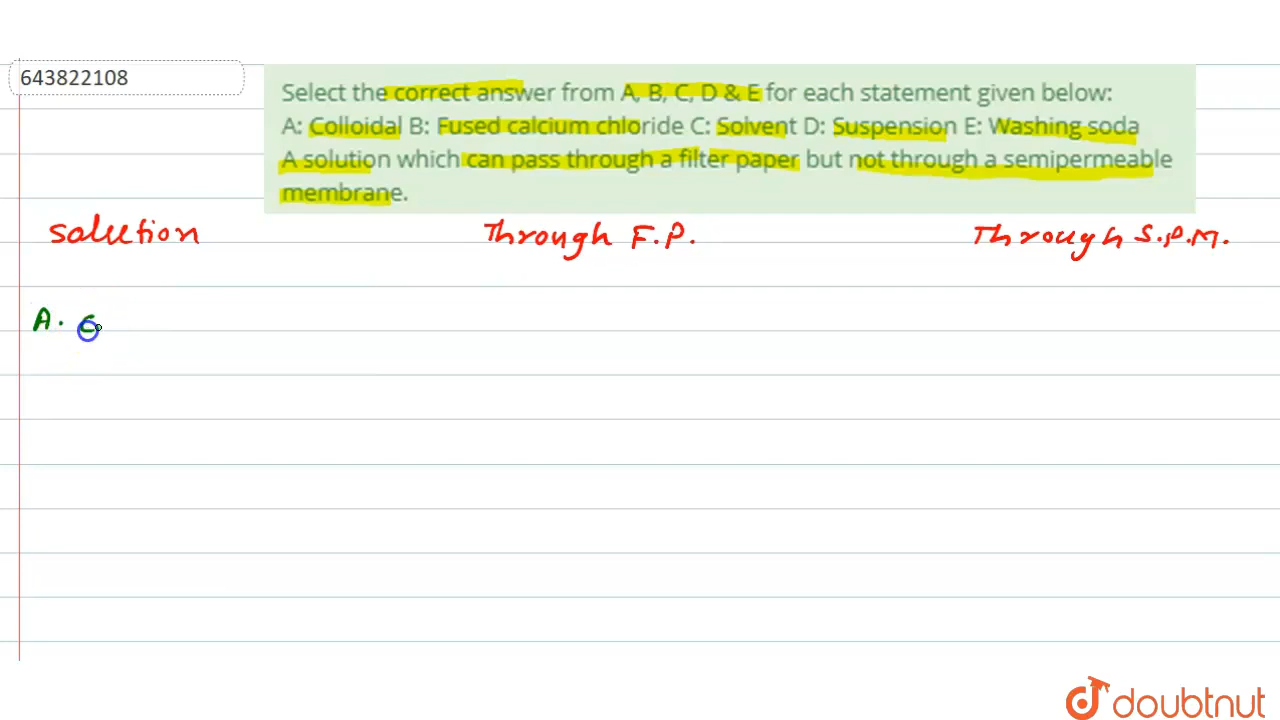 643822108
Select the correct answer from A, B, C, D & E for each statement given below:
A: Colloidal B: Fused calcium chloride C: Solvent D: Suspension E: Washing soda
A solution which can pass through a filter paper but not through a semipermeable
membrane.
Solution Through F.P. Through S.P.M.
A. C
doubtnut